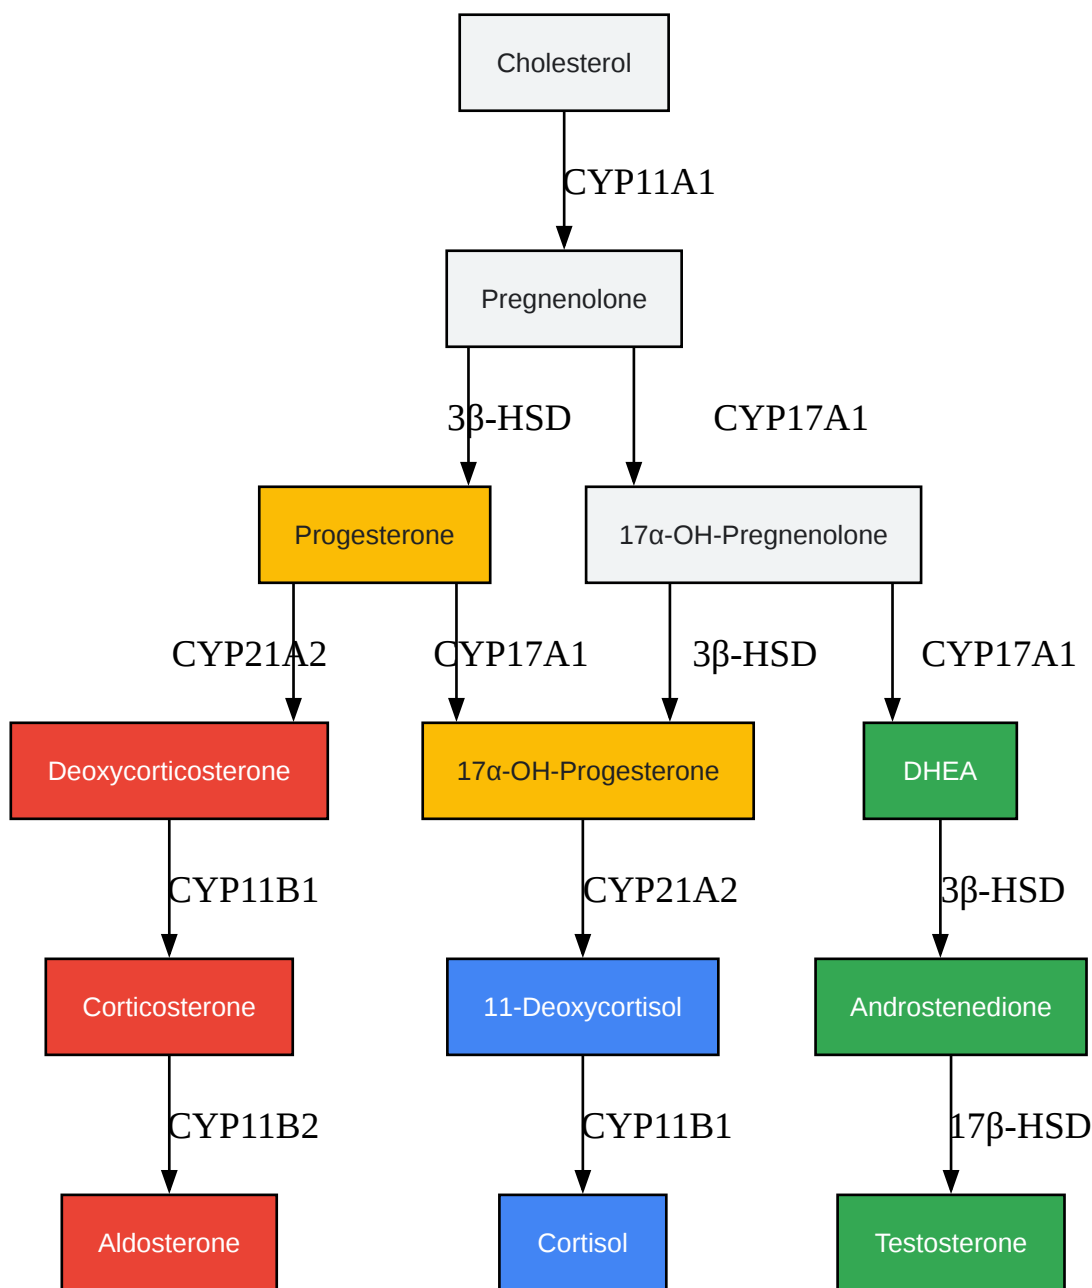 Cholesterol
CYP11A1
Pregnenolone
3β-HSD
CYP17A1
Progesterone
17α-OH-Pregnenolone
CYP21A2
CYP17A1
3β-HSD
CYP17A1
Deoxycorticosterone
17α-OH-Progesterone
DHEA
CYP11B1
CYP21A2
3β-HSD
Corticosterone
11-Deoxycortisol
Androstenedione
CYP11B2
CYP11B1
17β-HSD
Aldosterone
Cortisol
Testosterone